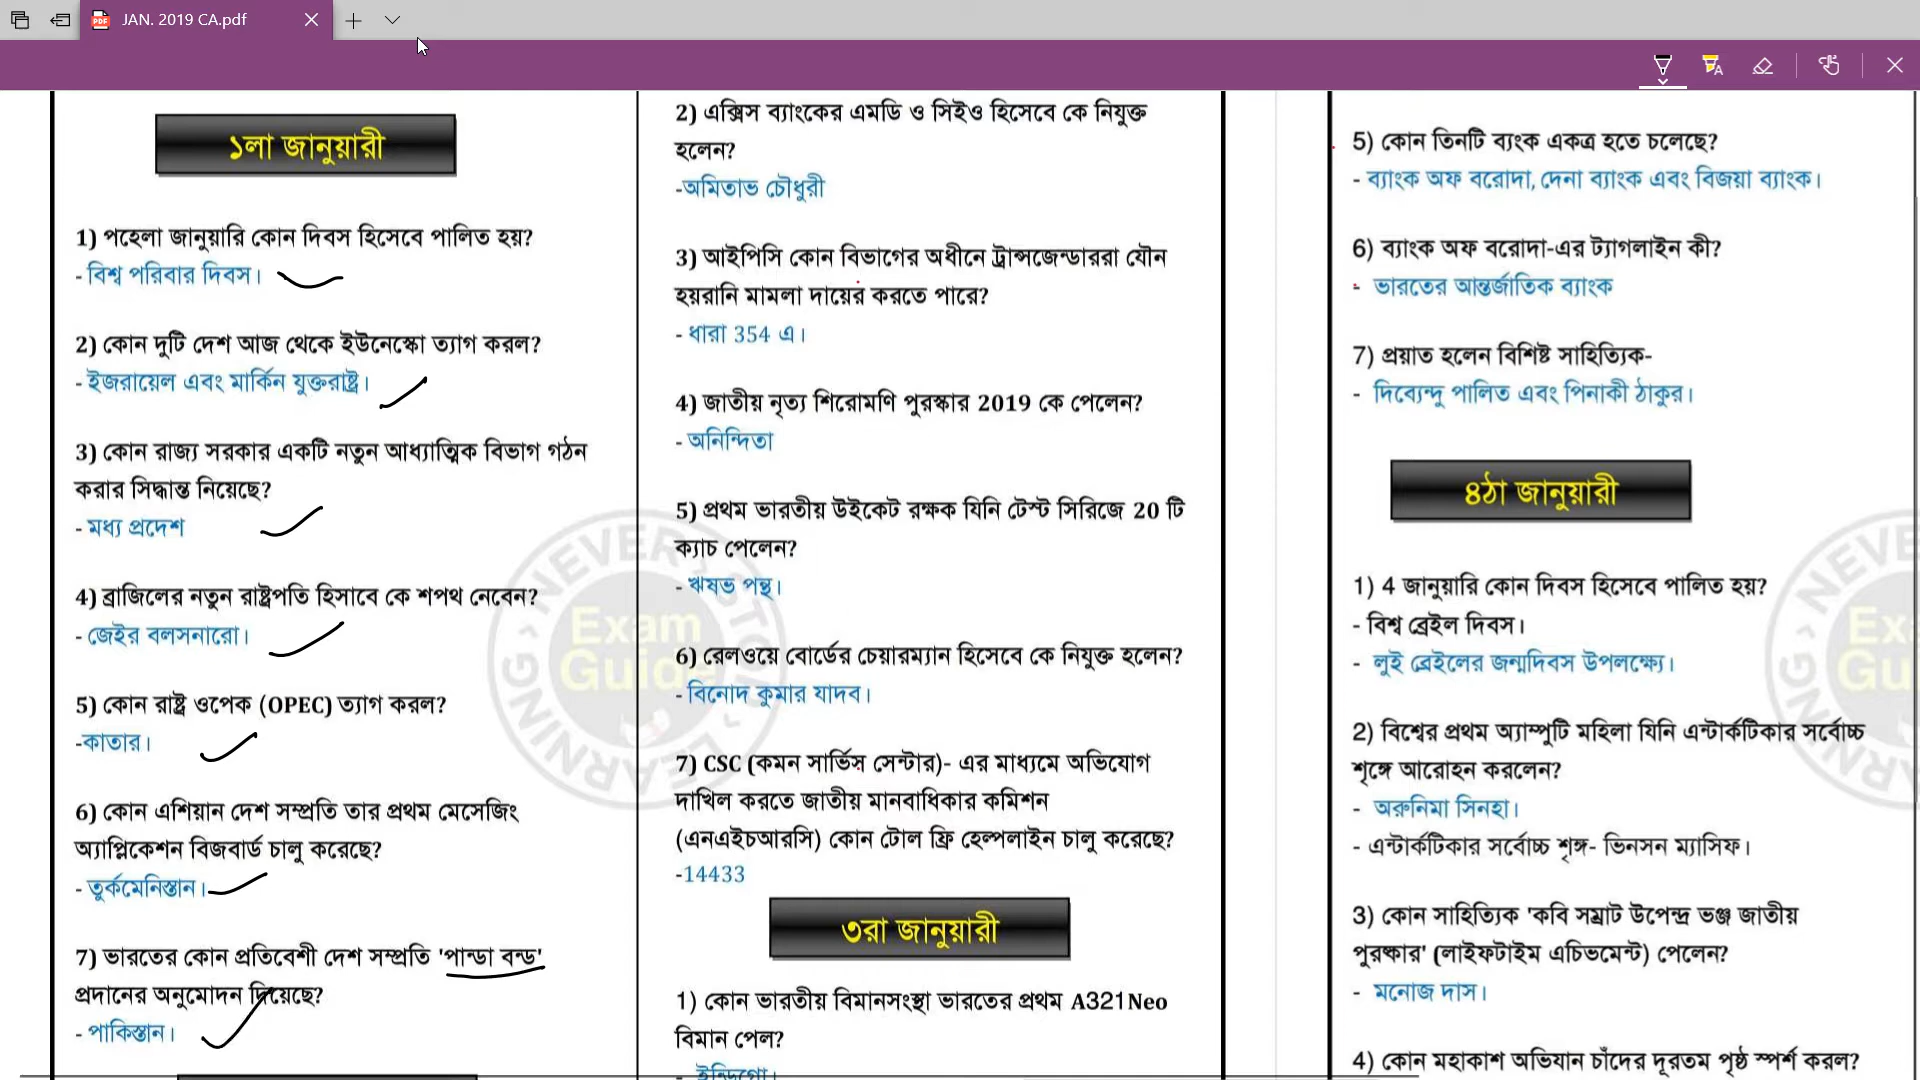 JAN. 2019 CA.pdf
১লা জানুয়ারী
1) পহেলা জানুয়ারি কোন দিবস হিসেবে পালিত হয়?
- বিশ্ব পরিবার দিবস।
2) কোন দুটি দেশ আজ থেকে ইউনেস্কো ত্যাগ করল?
- ইজরায়েল এবং মার্কিন যুক্তরাষ্ট্র।
3) কোন রাজ্য সরকার একটি নতুন আধ্যাত্মিক বিভাগ গঠন
করার সিদ্ধান্ত নিয়েছে?
- মধ্য প্রদেশ
4) ব্রাজিলের নতুন রাষ্ট্রপতি হিসাবে কে শপথ নেবেন?
- জেইর বলসনারো।
5) কোন রাষ্ট্র ওপেক (OPEC) ত্যাগ করল?
-কাতার।
6) কোন এশিয়ান দেশ সম্প্রতি তার প্রথম মেসেজিং
অ্যাপ্লিকেশন বিজবার্ড চালু করেছে?
- তুর্কমেনিস্তান।
7) ভারতের কোন প্রতিবেশী দেশ সম্প্রতি 'পান্ডা বন্ড'
প্রদানের অনুমোদন দিয়েছে?
- পাকিস্তান।
2) এক্সিস ব্যাংকের এমডি ও সিইও হিসেবে কে নিযুক্ত
হলেন?
-অমিতাভ চৌধুরী
3) আইপিসি কোন বিভাগের অধীনে ট্রান্সজেন্ডাররা যৌন
হয়রানি মামলা দায়ের করতে পারে?
- ধারা 354 এ।
4) জাতীয় নৃত্য শিরোমণি পুরস্কার 2019 কে পেলেন?
- অনিন্দিতা
5) প্রথম ভারতীয় উইকেট রক্ষক যিনি টেস্ট সিরিজে 20 টি
ক্যাচ পেলেন?
- ঋষভ পন্থ।
6) রেলওয়ে বোর্ডের চেয়ারম্যান হিসেবে কে নিযুক্ত হলেন?
- বিনোদ কুমার যাদব।
7) CSC (কমন সার্ভিস সেন্টার)- এর মাধ্যমে অভিযোগ
দাখিল করতে জাতীয় মানবাধিকার কমিশন
(এনএইচআরসি) কোন টোল ফ্রি হেল্পলাইন চালু করেছে?
-14433
৩রা জানুয়ারী
1) কোন ভারতীয় বিমানসংস্থা ভারতের প্রথম A321Neo
বিমান পেল?
- ইন্ডিগো।
5) কোন তিনটি ব্যংক একত্র হতে চলেছে?
- ব্যাংক অফ বরোদা, দেনা ব্যাংক এবং বিজয়া ব্যাংক।
6) ব্যাংক অফ বরোদা-এর ট্যাগলাইন কী?
- ভারতের আন্তর্জাতিক ব্যাংক
7) প্রয়াত হলেন বিশিষ্ট সাহিত্যিক-
- দিব্যেন্দু পালিত এবং পিনাকী ঠাকুর।
৪ঠা জানুয়ারী
1) 4 জানুয়ারি কোন দিবস হিসেবে পালিত হয়?
- বিশ্ব ব্রেইল দিবস।
- লুই ব্রেইলের জন্মদিবস উপলক্ষ্যে।
2) বিশ্বের প্রথম অ্যাম্পুটি মহিলা যিনি এন্টার্কটিকার সর্বোচ্চ
শৃঙ্গে আরোহন করলেন?
- অরুনিমা সিনহা।
- এন্টার্কটিকার সর্বোচ্চ শৃঙ্গ- ভিনসন ম্যাসিফ।
3) কোন সাহিত্যিক 'কবি সম্রাট উপেন্দ্র ভঞ্জ জাতীয়
পুরষ্কার' (লাইফটাইম এচিভমেন্ট) পেলেন?
- মনোজ দাস।
4) কোন মহাকাশ অভিযান চাঁদের দূরতম পৃষ্ঠ স্পর্শ করল?
NEVER STOP LEARNING
Exam
Guide
Ex
Gu